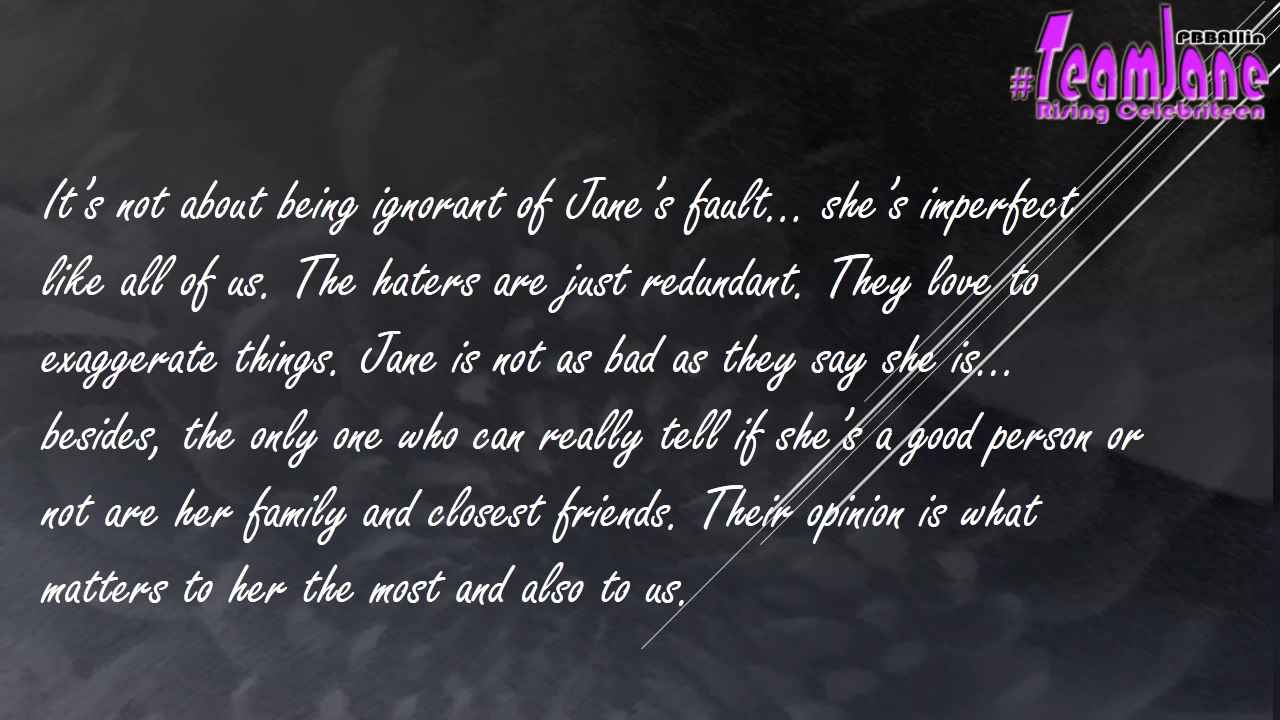 PBBAllin
#TeamJane
Rising Celebriteen
It's not about being ignorant of Jane's fault... she's imperfect
like all of us. The haters are just redundant. They love to
exaggerate things. Jane is not as bad as they say she is...
besides, the only one who can really tell if she's a good person or
not are her family and closest friends. Their opinion is what
matters to her the most and also to us.